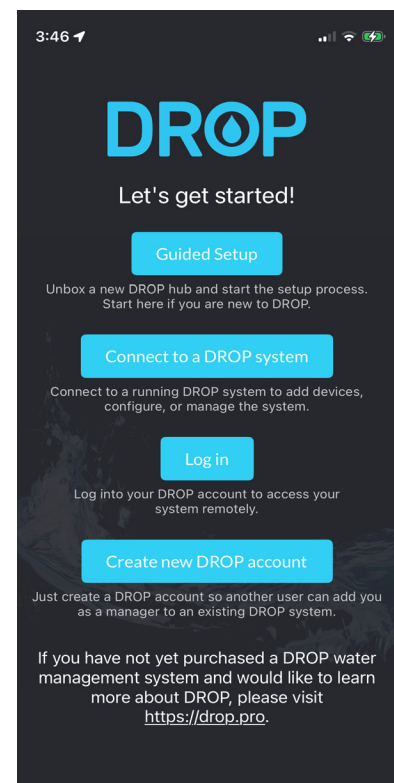 3:46
DROP
Let's get started!
Guided Setup
Unbox a new DROP hub and start the setup process.
Start here if you are new to DROP.
Connect to a DROP system
Connect to a running DROP system to add devices,
configure, or manage the system.
Log in
Log into your DROP account to access your
system remotely.
Create new DROP account
Just create a DROP account so another user can add you
as a manager to an existing DROP system.
If you have not yet purchased a DROP water
management system and would like to learn
more about DROP, please visit
https://drop.pro.